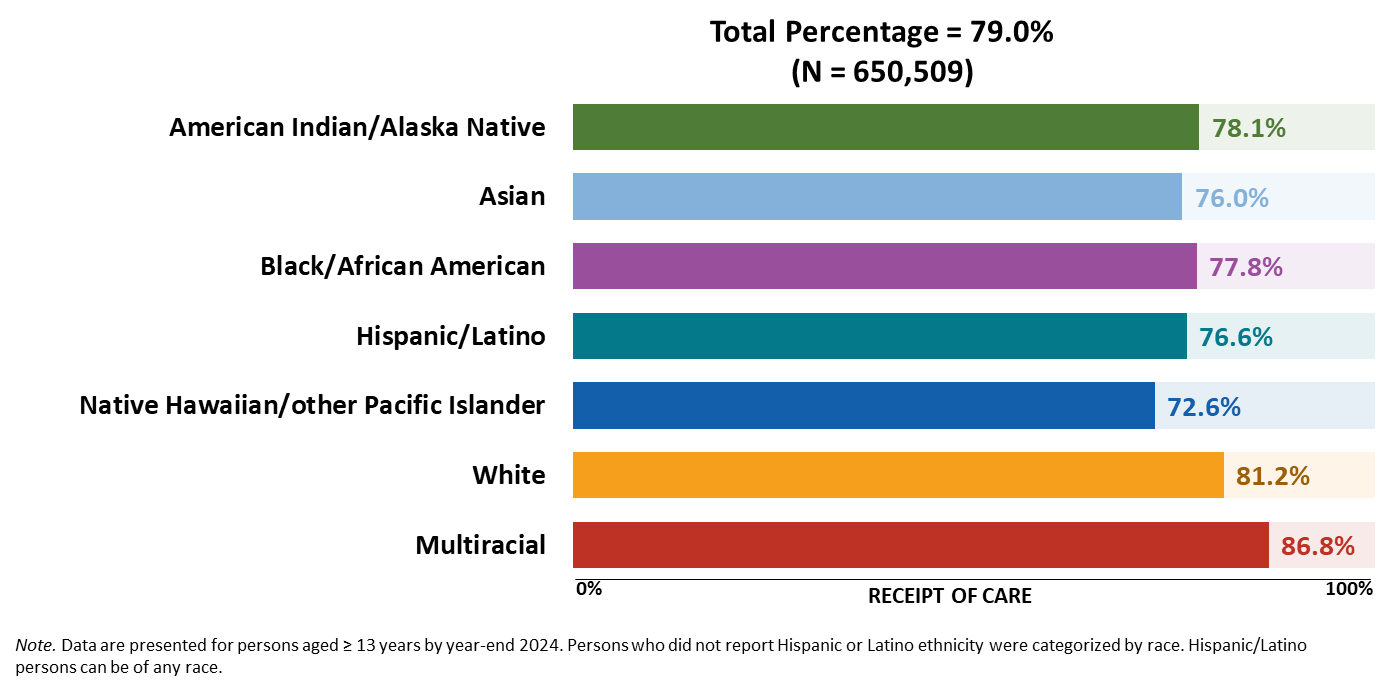 Total Percentage = 79.0%
(N = 650,509)
American Indian/Alaska Native 78.1%
Asian 76.0%
Black/African American 77.8%
Hispanic/Latino 76.6%
Native Hawaiian/other Pacific Islander 72.6%
White 81.2%
Multiracial 86.8%
0% 100%
RECEIPT OF CARE
Note. Data are presented for persons aged ≥ 13 years by year-end 2024. Persons who did not report Hispanic or Latino ethnicity were categorized by race. Hispanic/Latino
persons can be of any race.